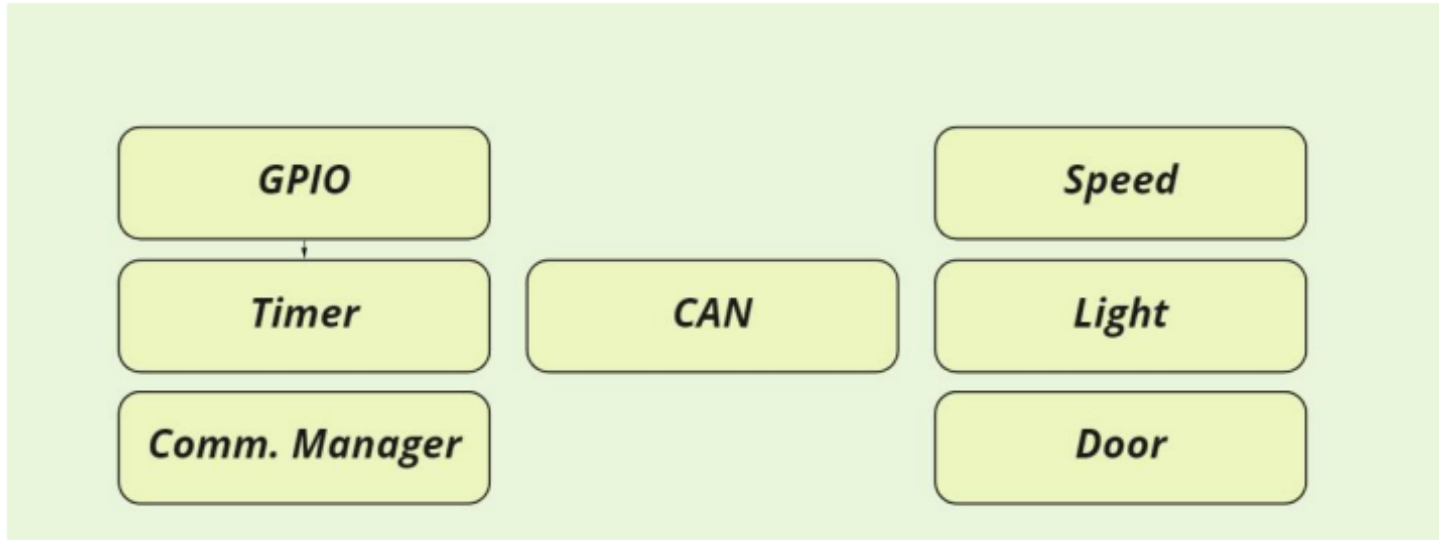 GPIO
Speed
Timer
CAN
Light
Comm. Manager
Door